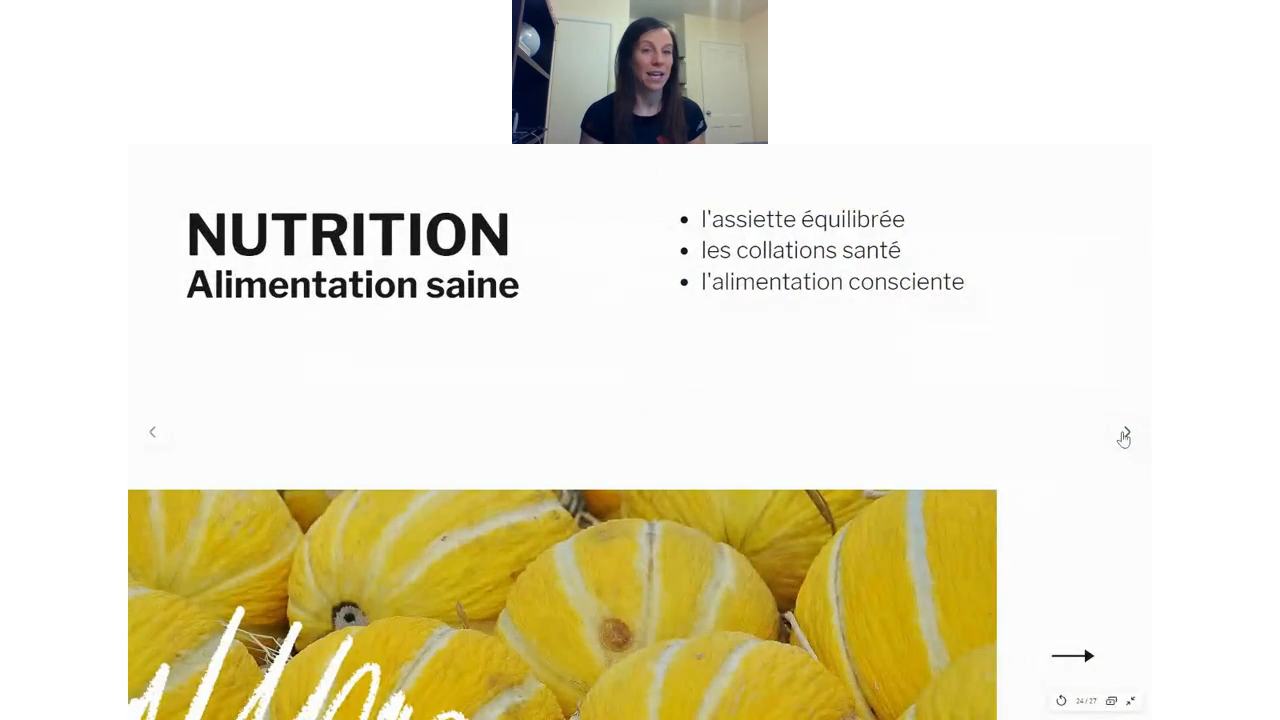 NUTRITION
Alimentation saine
• l'assiette équilibrée
• les collations santé
• l'alimentation consciente
24 / 27